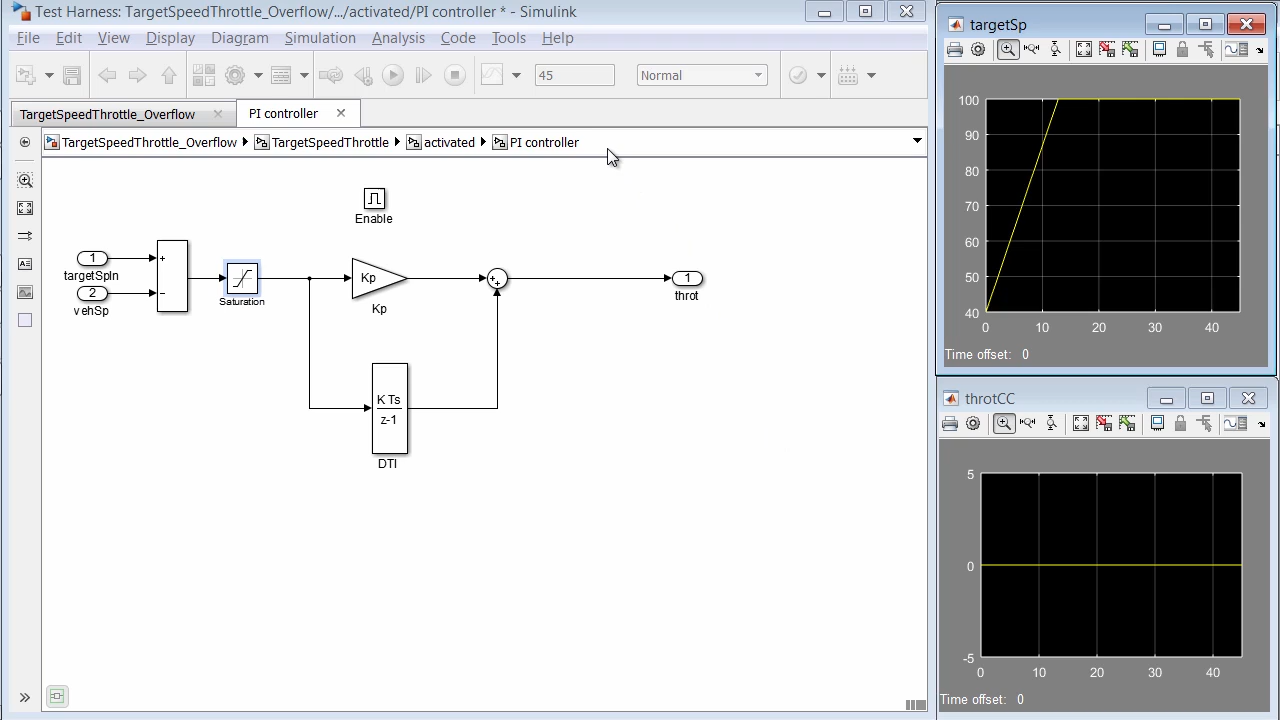 Test Harness: TargetSpeedThrottle_Overflow/.../activated/PI controller * - Simulink
File Edit View Display Diagram Simulation Analysis Code Tools Help
45 Normal
TargetSpeedThrottle_Overflow PI controller
TargetSpeedThrottle_Overflow TargetSpeedThrottle activated PI controller
Enable
1
targetSpIn
2
vehSp
+
−
Saturation
Kp
Kp
K Ts
z-1
DTI
+
+
1
throt
targetSp
100
90
80
70
60
50
40
0 10 20 30 40
Time offset: 0
throtCC
5
0
-5
0 10 20 30 40
Time offset: 0